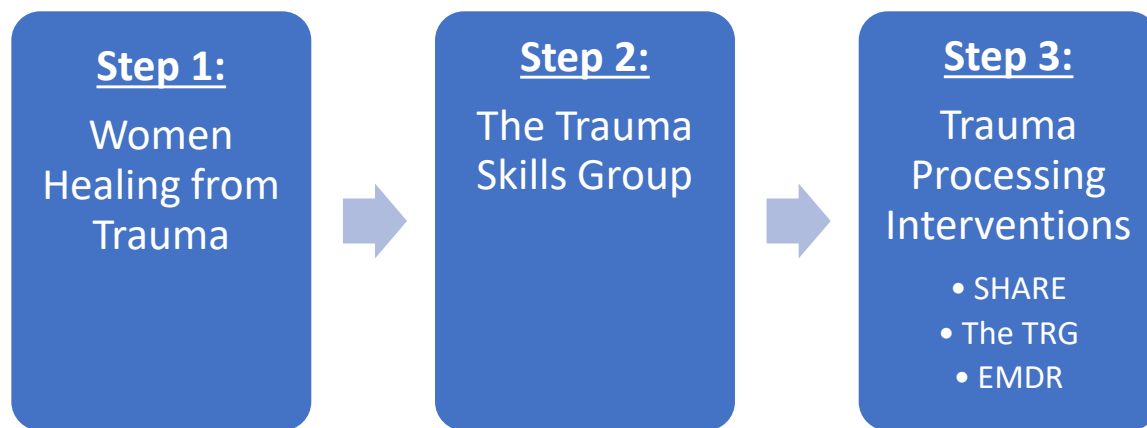 Step 1:
Women
Healing from
Trauma
Step 2:
The Trauma
Skills Group
Step 3:
Trauma
Processing
Interventions
• SHARE
• The TRG
• EMDR